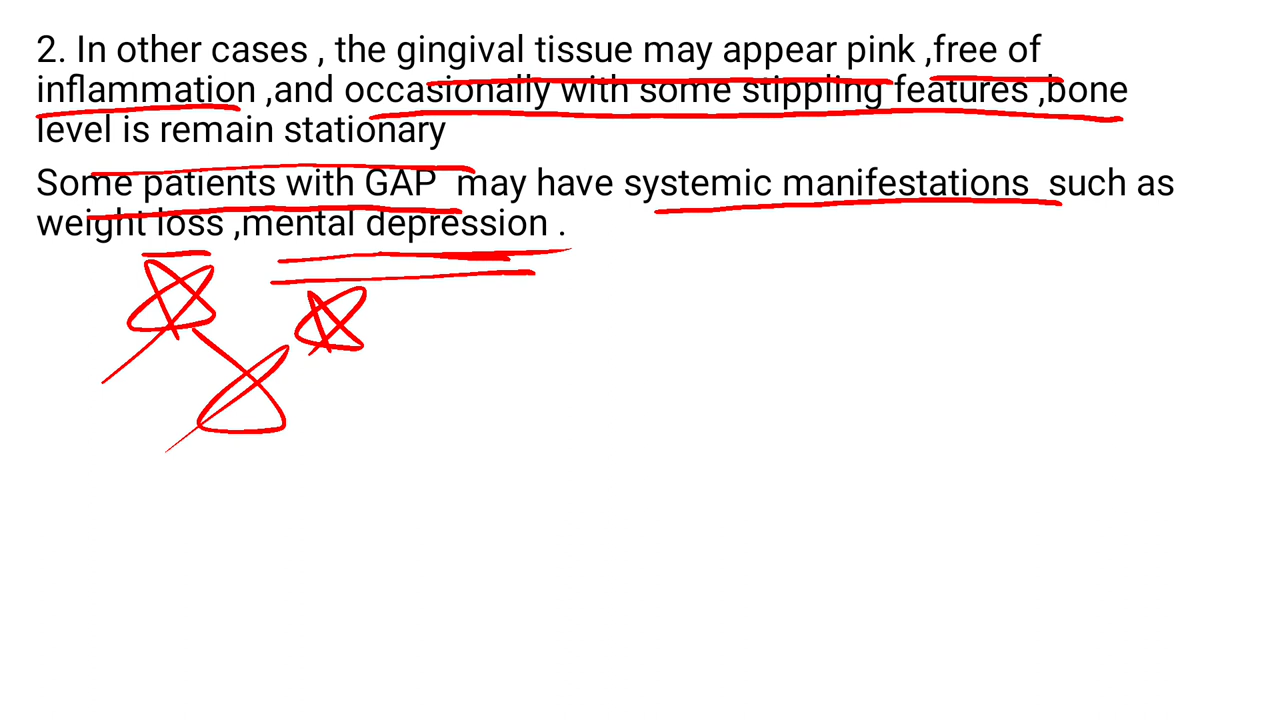 2. In other cases , the gingival tissue may appear pink ,free of
inflammation ,and occasionally with some stippling features ,bone
level is remain stationary
Some patients with GAP  may have systemic manifestations  such as
weight loss ,mental depression .